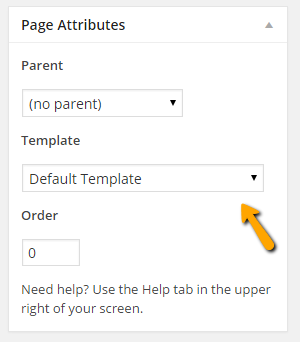 Page Attributes
Parent
(no parent)
Template
Default Template
Order
0
Need help? Use the Help tab in the upper
right of your screen.